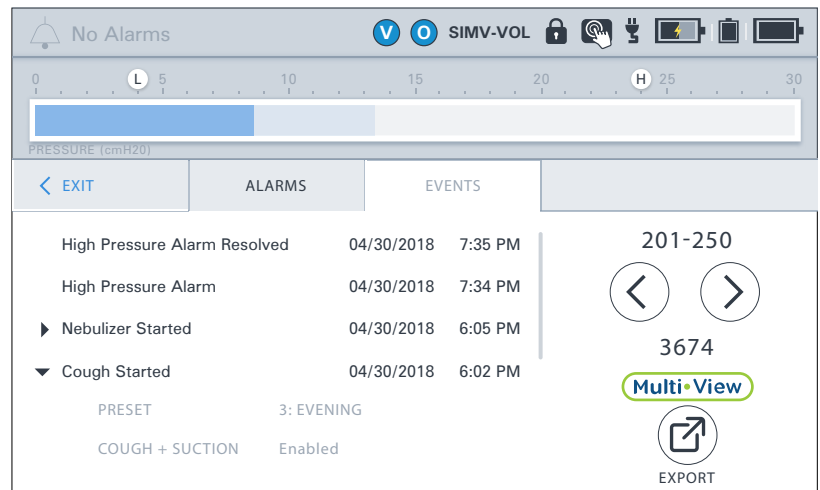 No Alarms V O SIMV-VOL
0 L 5 10 15 20 H 25 30
PRESSURE (cmH20)
EXIT ALARMS EVENTS
High Pressure Alarm Resolved 04/30/2018 7:35 PM
High Pressure Alarm 04/30/2018 7:34 PM
Nebulizer Started 04/30/2018 6:05 PM
Cough Started 04/30/2018 6:02 PM
PRESET 3: EVENING
COUGH + SUCTION Enabled
201-250
3674
Multi•View
EXPORT